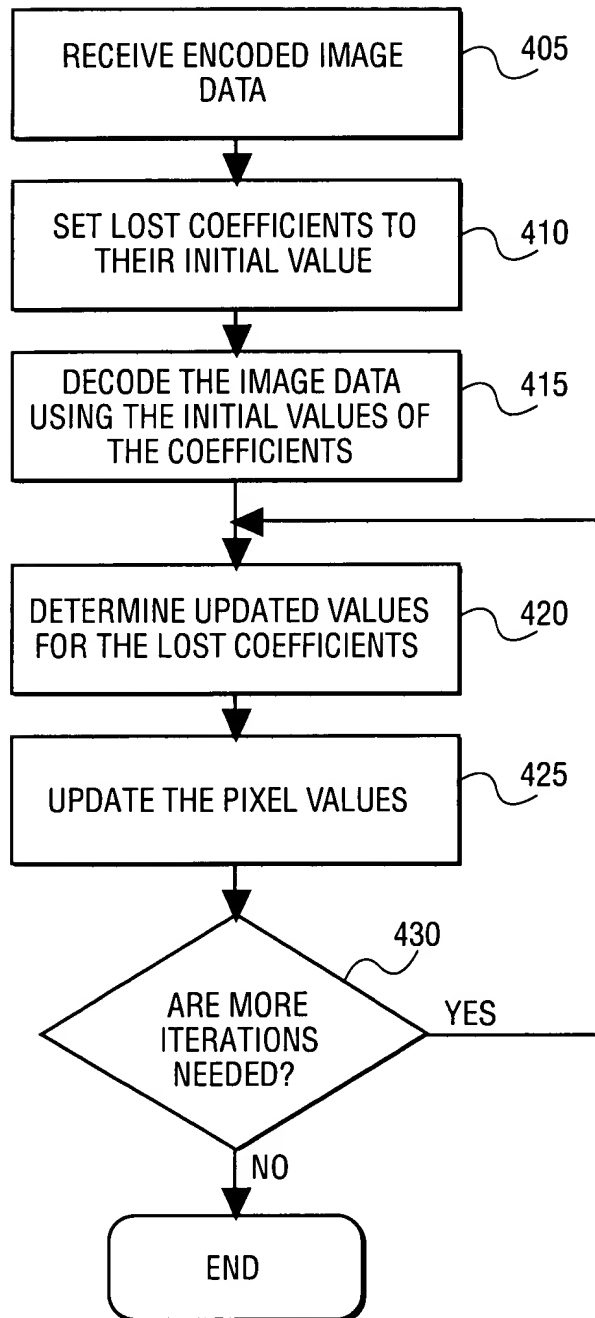 RECEIVE ENCODED IMAGE
DATA
405
SET LOST COEFFICIENTS TO
THEIR INITIAL VALUE
410
DECODE THE IMAGE DATA
USING THE INITIAL VALUES OF
THE COEFFICIENTS
415
DETERMINE UPDATED VALUES
FOR THE LOST COEFFICIENTS
420
UPDATE THE PIXEL VALUES
425
430
ARE MORE
ITERATIONS
NEEDED?
YES
NO
END